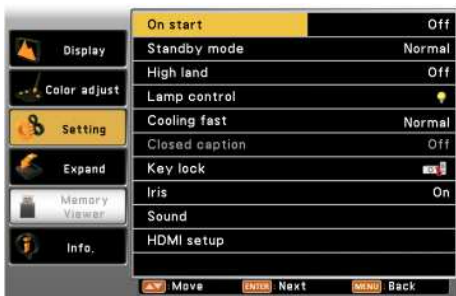 Display
Color adjust
Setting
Expand
Memory
Viewer
Info.
On start Off
Standby mode Normal
High land Off
Lamp control
Cooling fast Normal
Closed caption Off
Key lock
Iris On
Sound
HDMI setup
Move ENTER Next MENU Back